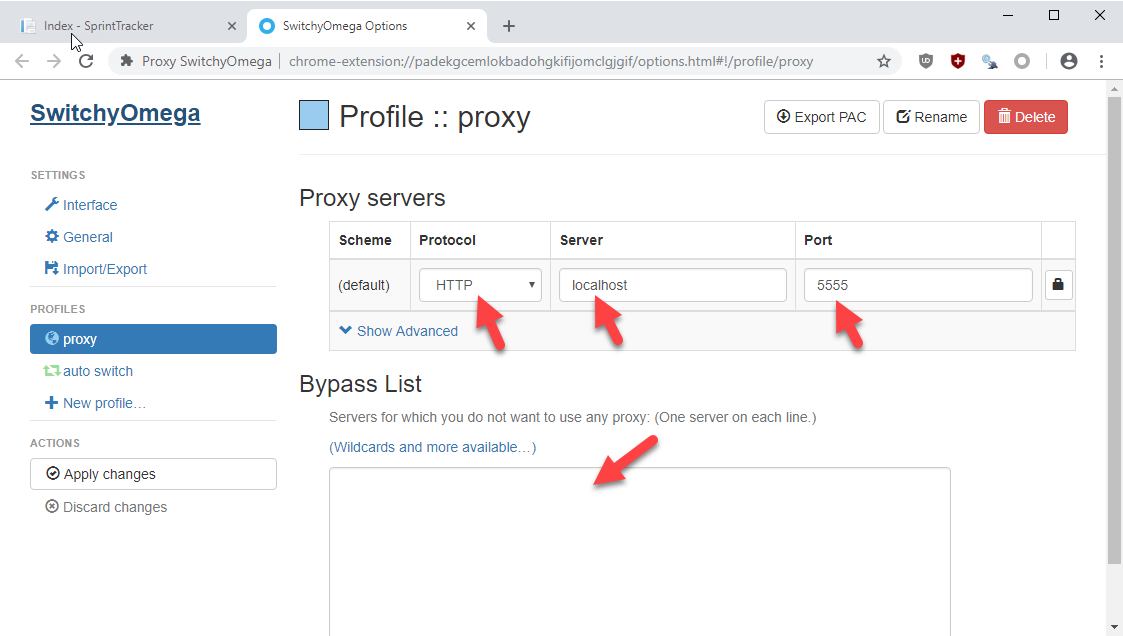 Index - SprintTracker
SwitchyOmega Options
Proxy SwitchyOmega
chrome-extension://padekgcemlokbadohgkifijomclgjgif/options.html#!/profile/proxy
SwitchyOmega
Profile :: proxy
Export PAC
Rename
Delete
SETTINGS
Interface
General
Import/Export
PROFILES
proxy
auto switch
New profile…
ACTIONS
Apply changes
Discard changes
Proxy servers
Scheme Protocol Server Port
(default) HTTP localhost 5555
Show Advanced
Bypass List
Servers for which you do not want to use any proxy: (One server on each line.)
(Wildcards and more available…)